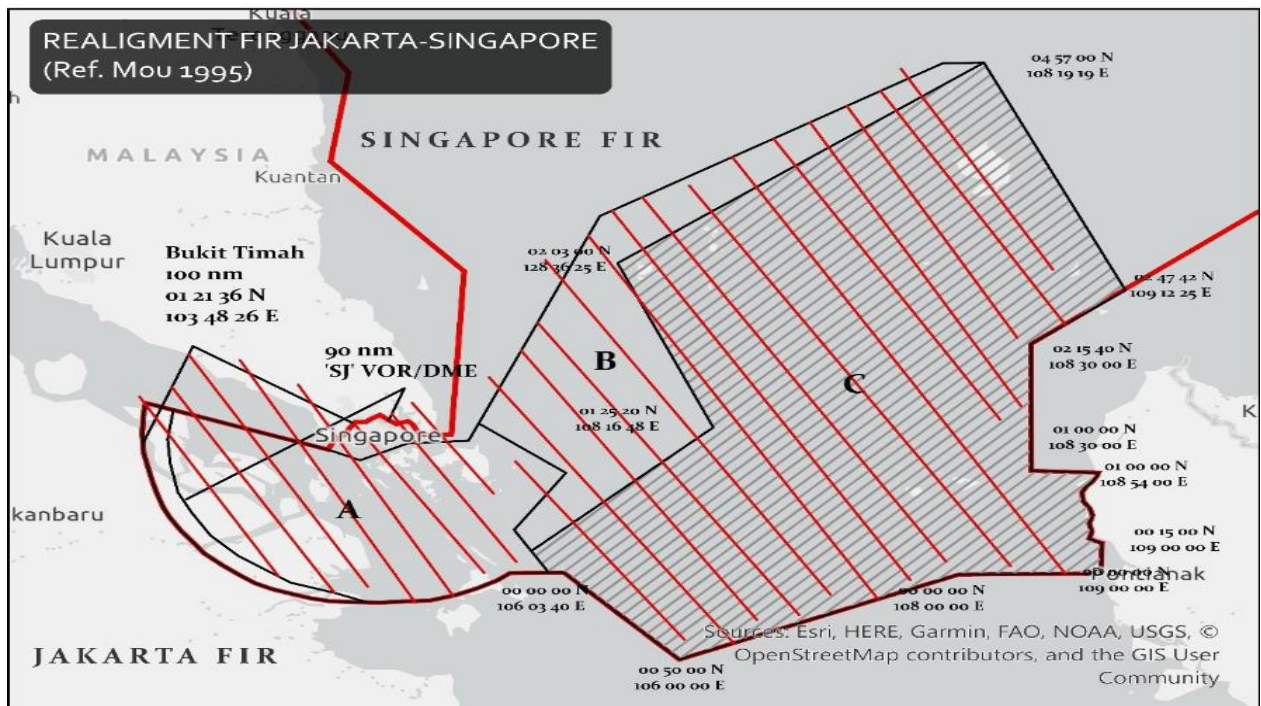 Kuala
REALIGMENT FIR JAKARTA-SINGAPORE
(Ref. Mou 1995)
04 57 00 N
108 19 19 E
SINGAPORE FIR
MALAYSIA
Kuantan
Kuala
Lumpur
Bukit Timah
100 nm
01 21 36 N
103 48 26 E
02 03 00 N
128 36 25 E
02 47 42 N
109 12 25 E
90 nm
'SJ' VOR/DME
B
C
02 15 40 N
108 30 00 E
01 25 20 N
108 16 48 E
K
Singapore
01 00 00 N
108 30 00 E
01 00 00 N
108 54 00 E
A
kanbaru
00 15 00 N
109 00 00 E
00 00 00 N
109 00 00 E
Pontianak
00 00 00 N
106 03 40 E
00 00 00 N
108 00 00 E
JAKARTA FIR
00 50 00 N
106 00 00 E
Sources: Esri, HERE, Garmin, FAO, NOAA, USGS, ©
OpenStreetMap contributors, and the GIS User
Community